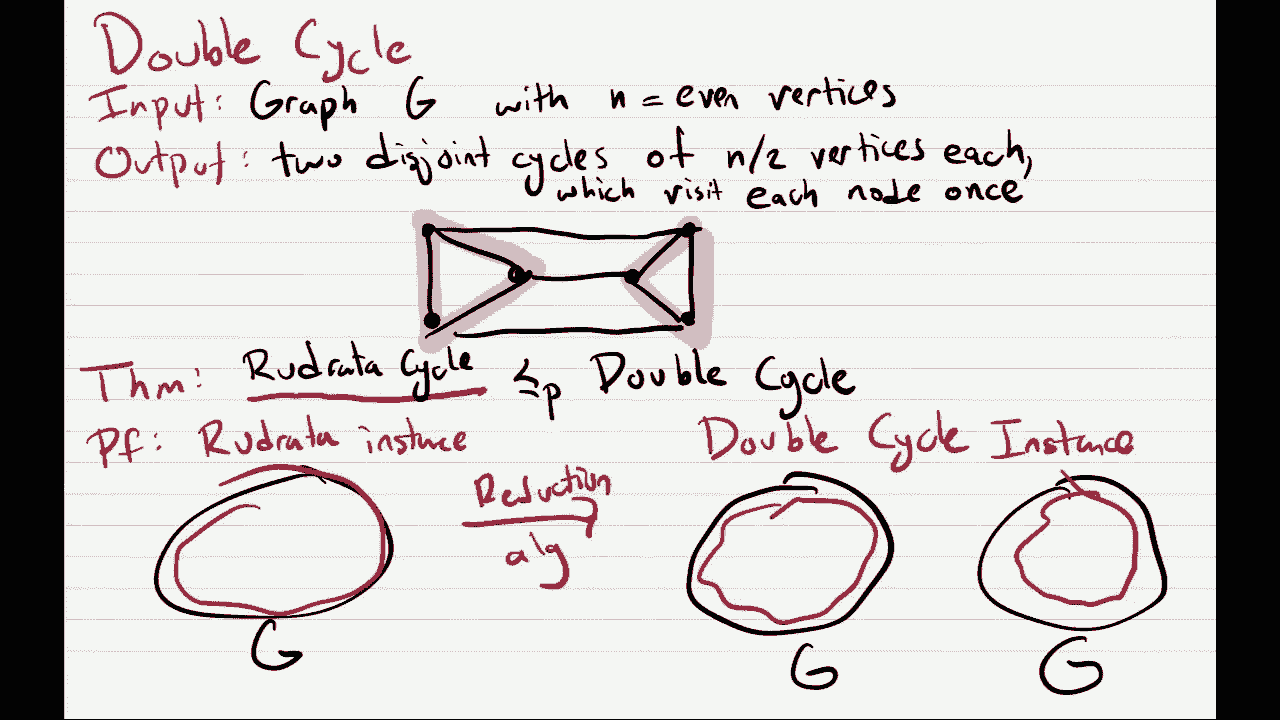 Double Cycle
Input: Graph G with n = even vertices
Output: two disjoint cycles of n/2 vertices each,
which visit each node once
Thm: Rudrata Cycle ≤p Double Cycle
Pf: Rudrata instance Double Cycle Instance
Reduction
alg
G G G